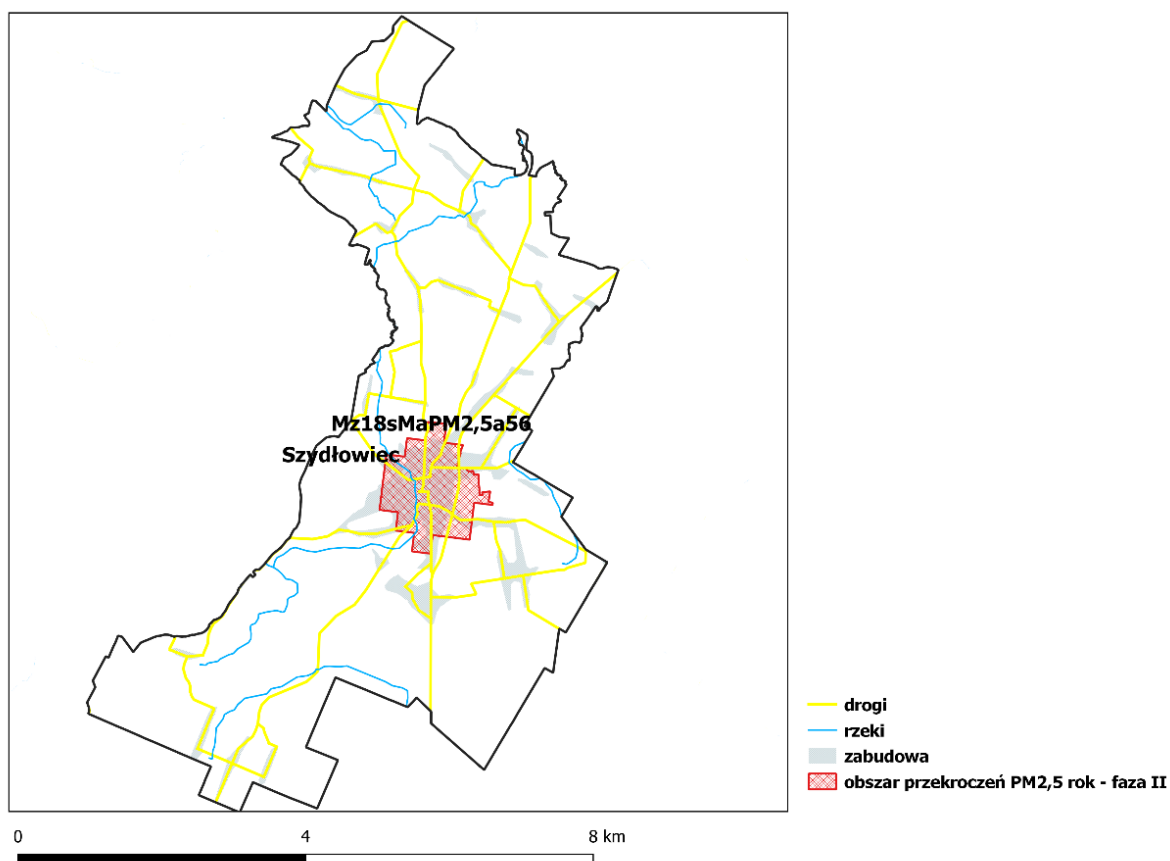 Mz18sMaPM2,5a56
Szydłowiec
drogi
rzeki
zabudowa
obszar przekroczeń PM2,5 rok - faza II
0 4 8 km